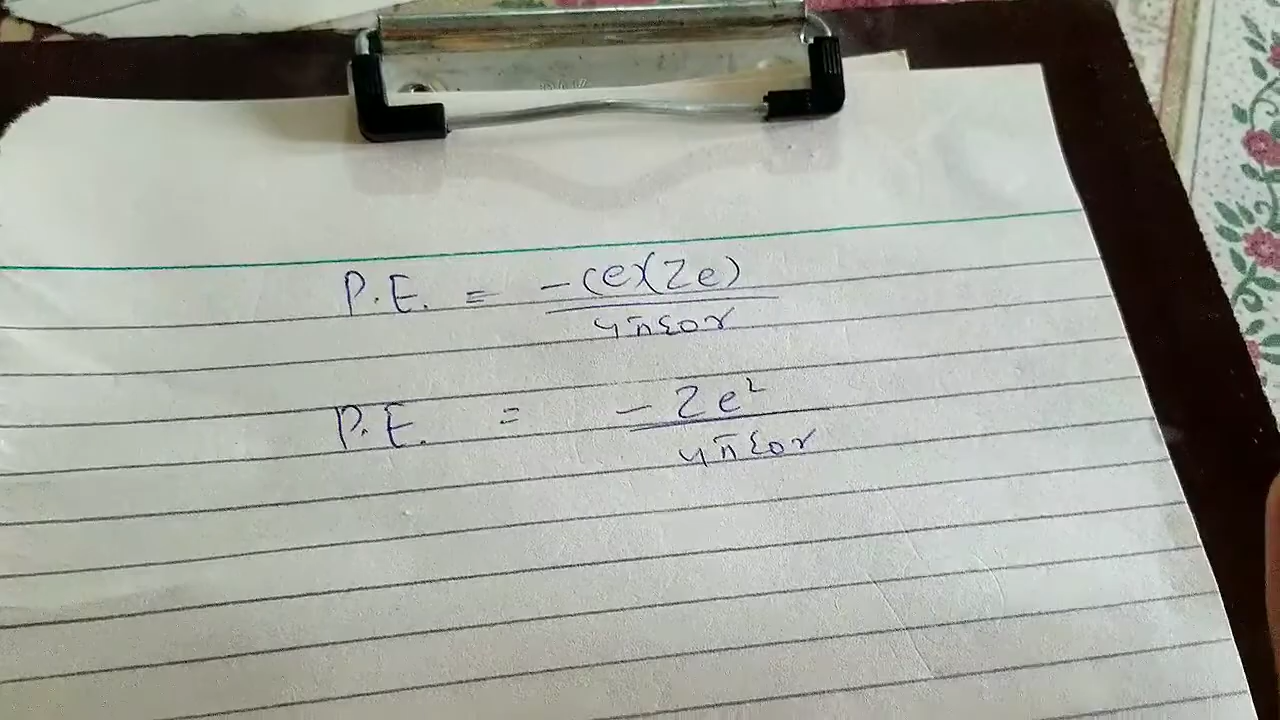 P.E. = -(e)(Ze) / 4πε0r
P.E. = -Ze² / 4πε0r